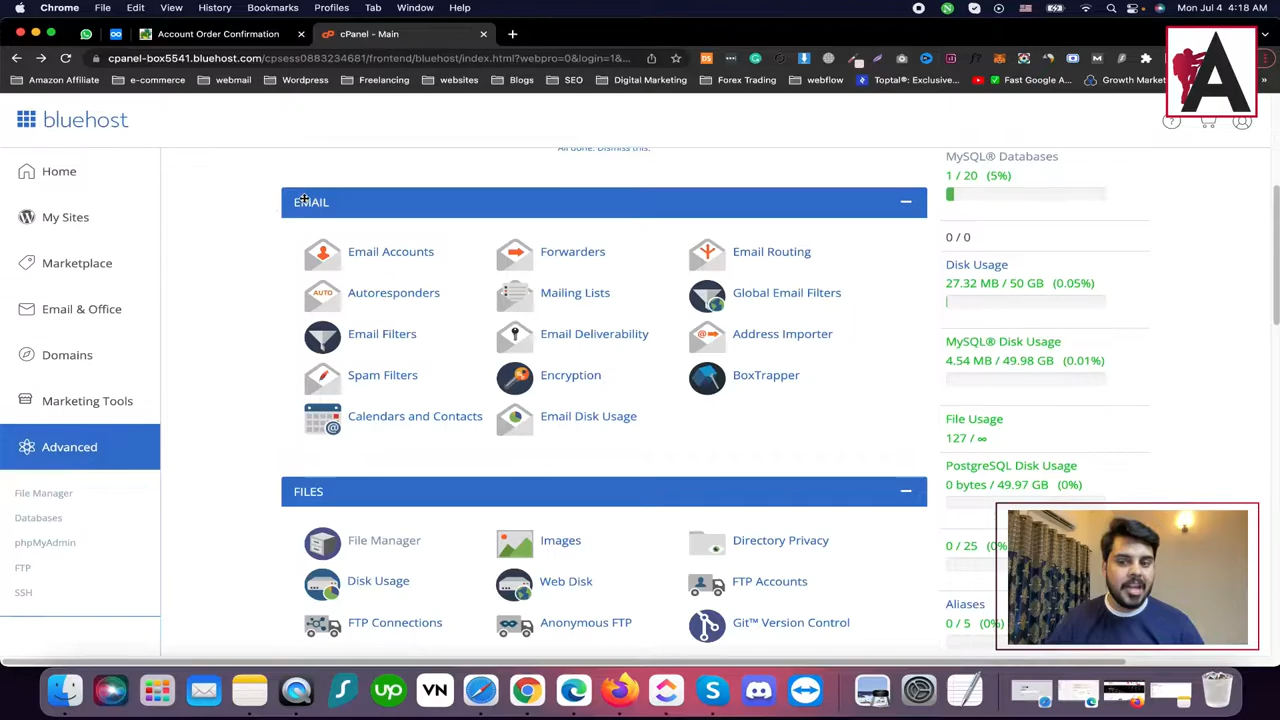 Chrome File Edit View History Bookmarks Profiles Tab Window Help
Mon Jul 4 4:18 AM
Account Order Confirmation
cPanel - Main
cpanel-box5541.bluehost.com/cpsess0883234681/frontend/bluehost/index.html?webpro=0&login=1&...
Amazon Affiliate e-commerce webmail Wordpress Freelancing websites Blogs SEO Digital Marketing Forex Trading webflow Toptal®: Exclusive... Fast Google A... Growth Market
A
bluehost
Home
My Sites
Marketplace
Email & Office
Domains
Marketing Tools
Advanced
File Manager
Databases
phpMyAdmin
FTP
SSH
All done. Dismiss this.
EMAIL
Email Accounts Forwarders Email Routing
Autoresponders Mailing Lists Global Email Filters
Email Filters Email Deliverability Address Importer
Spam Filters Encryption BoxTrapper
Calendars and Contacts Email Disk Usage
FILES
File Manager Images Directory Privacy
Disk Usage Web Disk FTP Accounts
FTP Connections Anonymous FTP Git™ Version Control
MySQL® Databases
1 / 20 (5%)
0 / 0
Disk Usage
27.32 MB / 50 GB (0.05%)
MySQL® Disk Usage
4.54 MB / 49.98 GB (0.01%)
File Usage
127 / ∞
PostgreSQL Disk Usage
0 bytes / 49.97 GB (0%)
0 / 25 (0%
Aliases
0 / 5 (0%)